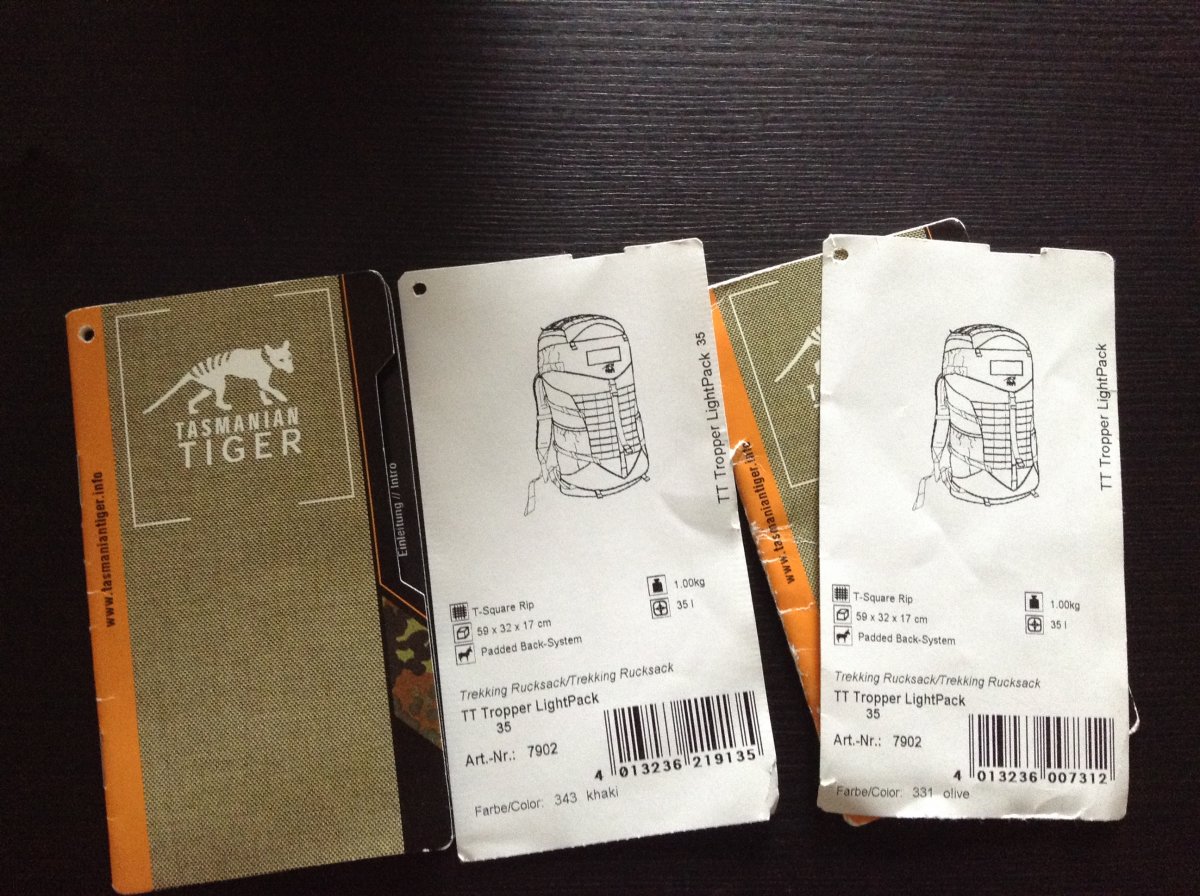 www.tasmaniantiger.info
TASMANIAN
TIGER
Einleitung // Intro
TT Tropper LightPack 35
T-Square Rip
59 x 32 x 17 cm
Padded Back-System
1.00kg
35 l
Trekking Rucksack/Trekking Rucksack
TT Tropper LightPack
35
Art.-Nr.: 7902
4 013236 219135
Farbe/Color: 343 khaki
www.tasmaniantiger.info
T
TT Tropper LightPack
T-Square Rip
59 x 32 x 17 cm
Padded Back-System
1.00kg
35 l
Trekking Rucksack/Trekking Rucksack
TT Tropper LightPack
35
Art.-Nr.: 7902
4 013236 007312
Farbe/Color: 331 olive